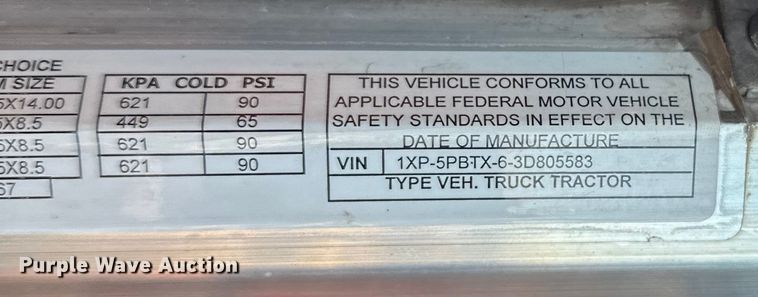 CHOICE
M SIZE
5X14.00
5X8.5
5X8.5
5X8.5
67
KPA COLD PSI
621 90
449 65
621 90
621 90
THIS VEHICLE CONFORMS TO ALL
APPLICABLE FEDERAL MOTOR VEHICLE
SAFETY STANDARDS IN EFFECT ON THE
DATE OF MANUFACTURE
VIN 1XP-5PBTX-6-3D805583
TYPE VEH. TRUCK TRACTOR
Purple Wave Auction